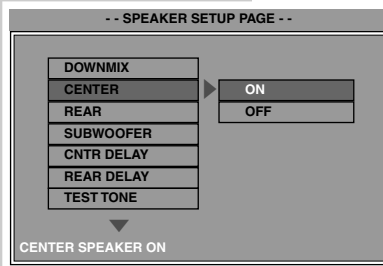 - - SPEAKER SETUP PAGE - -
DOWNMIX
CENTER
ON
REAR
OFF
SUBWOOFER
CNTR DELAY
REAR DELAY
TEST TONE
CENTER SPEAKER ON